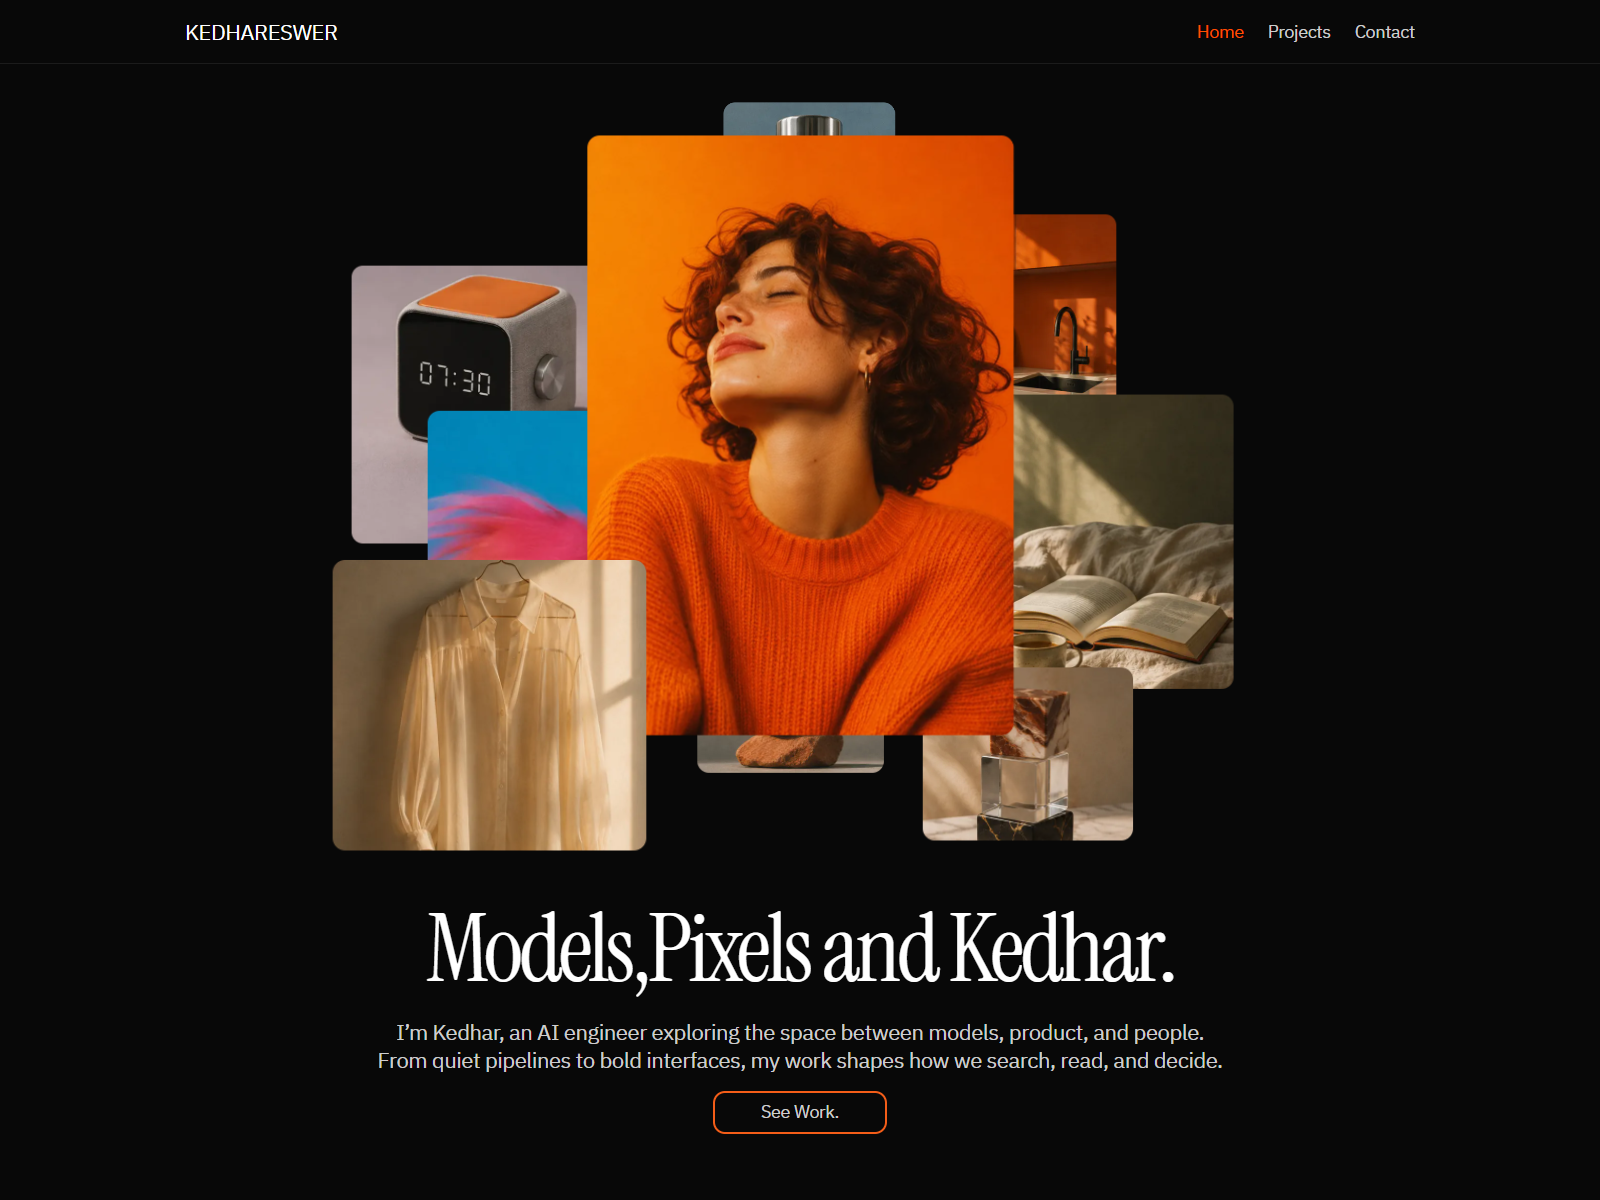 KEDHARESWER
Home Projects Contact
07:30
Models,Pixels and Kedhar.
I’m Kedhar, an AI engineer exploring the space between models, product, and people.
From quiet pipelines to bold interfaces, my work shapes how we search, read, and decide.
See Work.